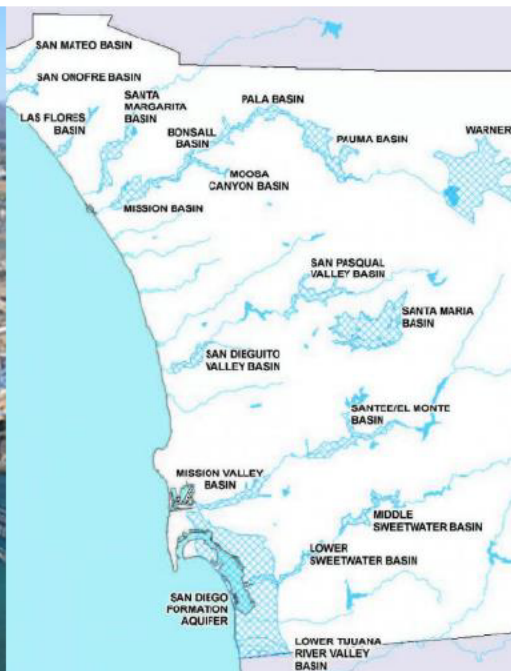 SAN MATEO BASIN
SAN ONOFRE BASIN
SANTA
MARGARITA
BASIN
LAS FLORES
BASIN
PALA BASIN
BONSALL
BASIN
PAUMA BASIN
WARNER
MOOSA
CANYON BASIN
MISSION BASIN
SAN PASQUAL
VALLEY BASIN
SANTA MARIA
BASIN
SAN DIEGUITO
VALLEY BASIN
SANTEE/EL MONTE
BASIN
MISSION VALLEY
BASIN
MIDDLE
SWEETWATER BASIN
LOWER
SWEETWATER BASIN
SAN DIEGO
FORMATION
AQUIFER
LOWER TIJUANA
RIVER VALLEY
BASIN